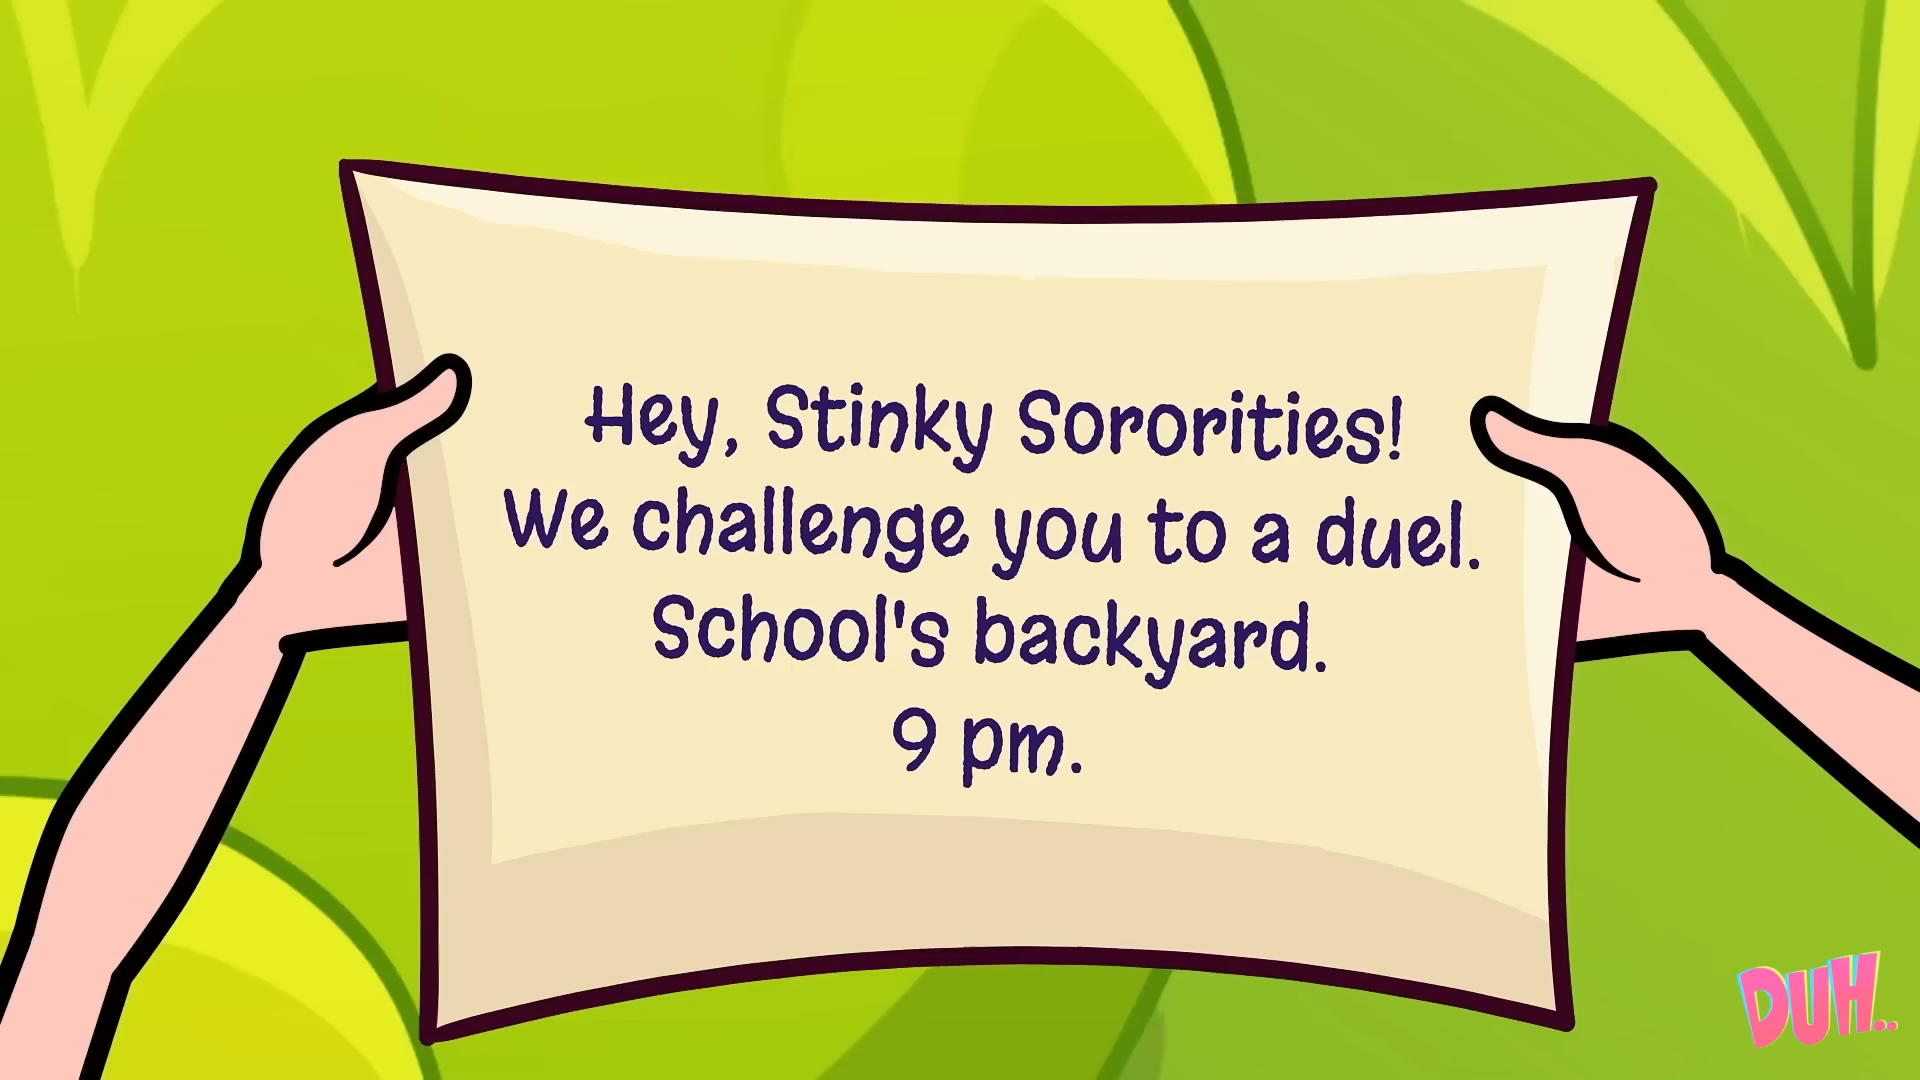 Hey, Stinky Sororities!
We challenge you to a duel.
School's backyard.
9 pm.
DUH..